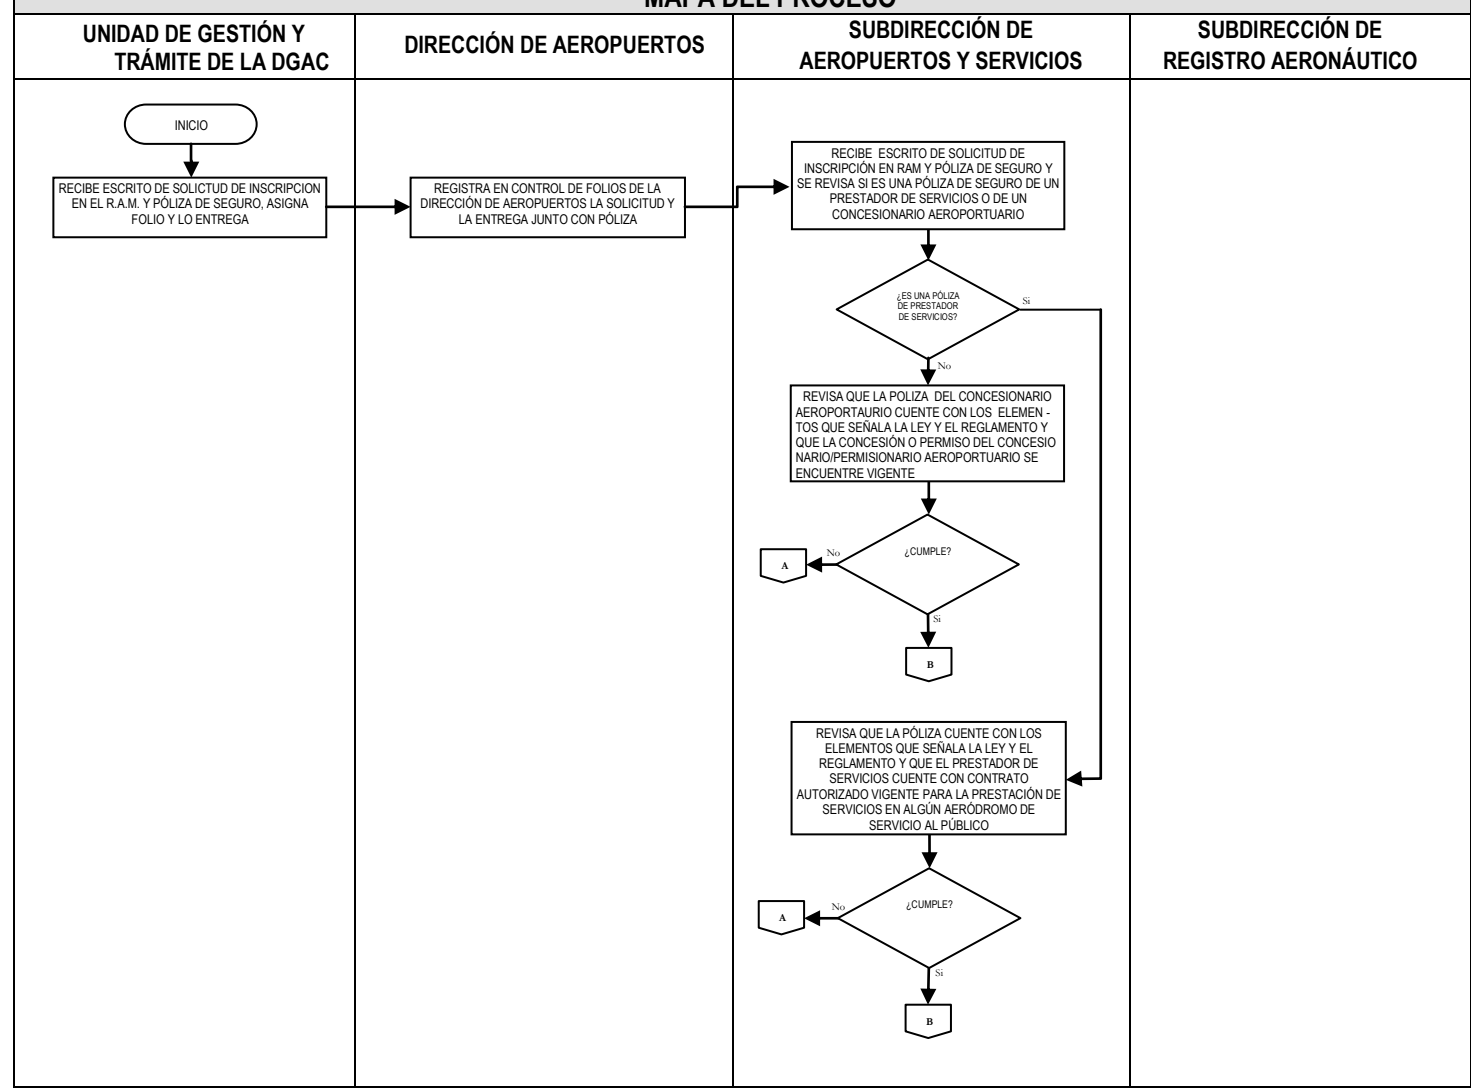 MAPA DEL PROCESO
UNIDAD DE GESTIÓN Y
TRÁMITE DE LA DGAC
DIRECCIÓN DE AEROPUERTOS
SUBDIRECCIÓN DE
AEROPUERTOS Y SERVICIOS
SUBDIRECCIÓN DE
REGISTRO AERONÁUTICO
INICIO
RECIBE ESCRITO DE SOLICTUD DE INSCRIPCION
EN EL R.A.M. Y PÓLIZA DE SEGURO, ASIGNA
FOLIO Y LO ENTREGA
REGISTRA EN CONTROL DE FOLIOS DE LA
DIRECCIÓN DE AEROPUERTOS LA SOLICITUD Y
LA ENTREGA JUNTO CON PÓLIZA
RECIBE ESCRITO DE SOLICITUD DE
INSCRIPCIÓN EN RAM Y PÓLIZA DE SEGURO Y
SE REVISA SI ES UNA PÓLIZA DE SEGURO DE UN
PRESTADOR DE SERVICIOS O DE UN
CONCESIONARIO AEROPORTUARIO
¿ES UNA PÓLIZA
DE PRESTADOR
DE SERVICIOS?
Si
No
REVISA QUE LA POLIZA DEL CONCESIONARIO
AEROPORTAURIO CUENTE CON LOS ELEMEN -
TOS QUE SEÑALA LA LEY Y EL REGLAMENTO Y
QUE LA CONCESIÓN O PERMISO DEL CONCESIO
NARIO/PERMISIONARIO AEROPORTUARIO SE
ENCUENTRE VIGENTE
¿CUMPLE?
No
A
Si
B
REVISA QUE LA PÓLIZA CUENTE CON LOS
ELEMENTOS QUE SEÑALA LA LEY Y EL
REGLAMENTO Y QUE EL PRESTADOR DE
SERVICIOS CUENTE CON CONTRATO
AUTORIZADO VIGENTE PARA LA PRESTACIÓN DE
SERVICIOS EN ALGÚN AERÓDROMO DE
SERVICIO AL PÚBLICO
¿CUMPLE?
No
A
Si
B